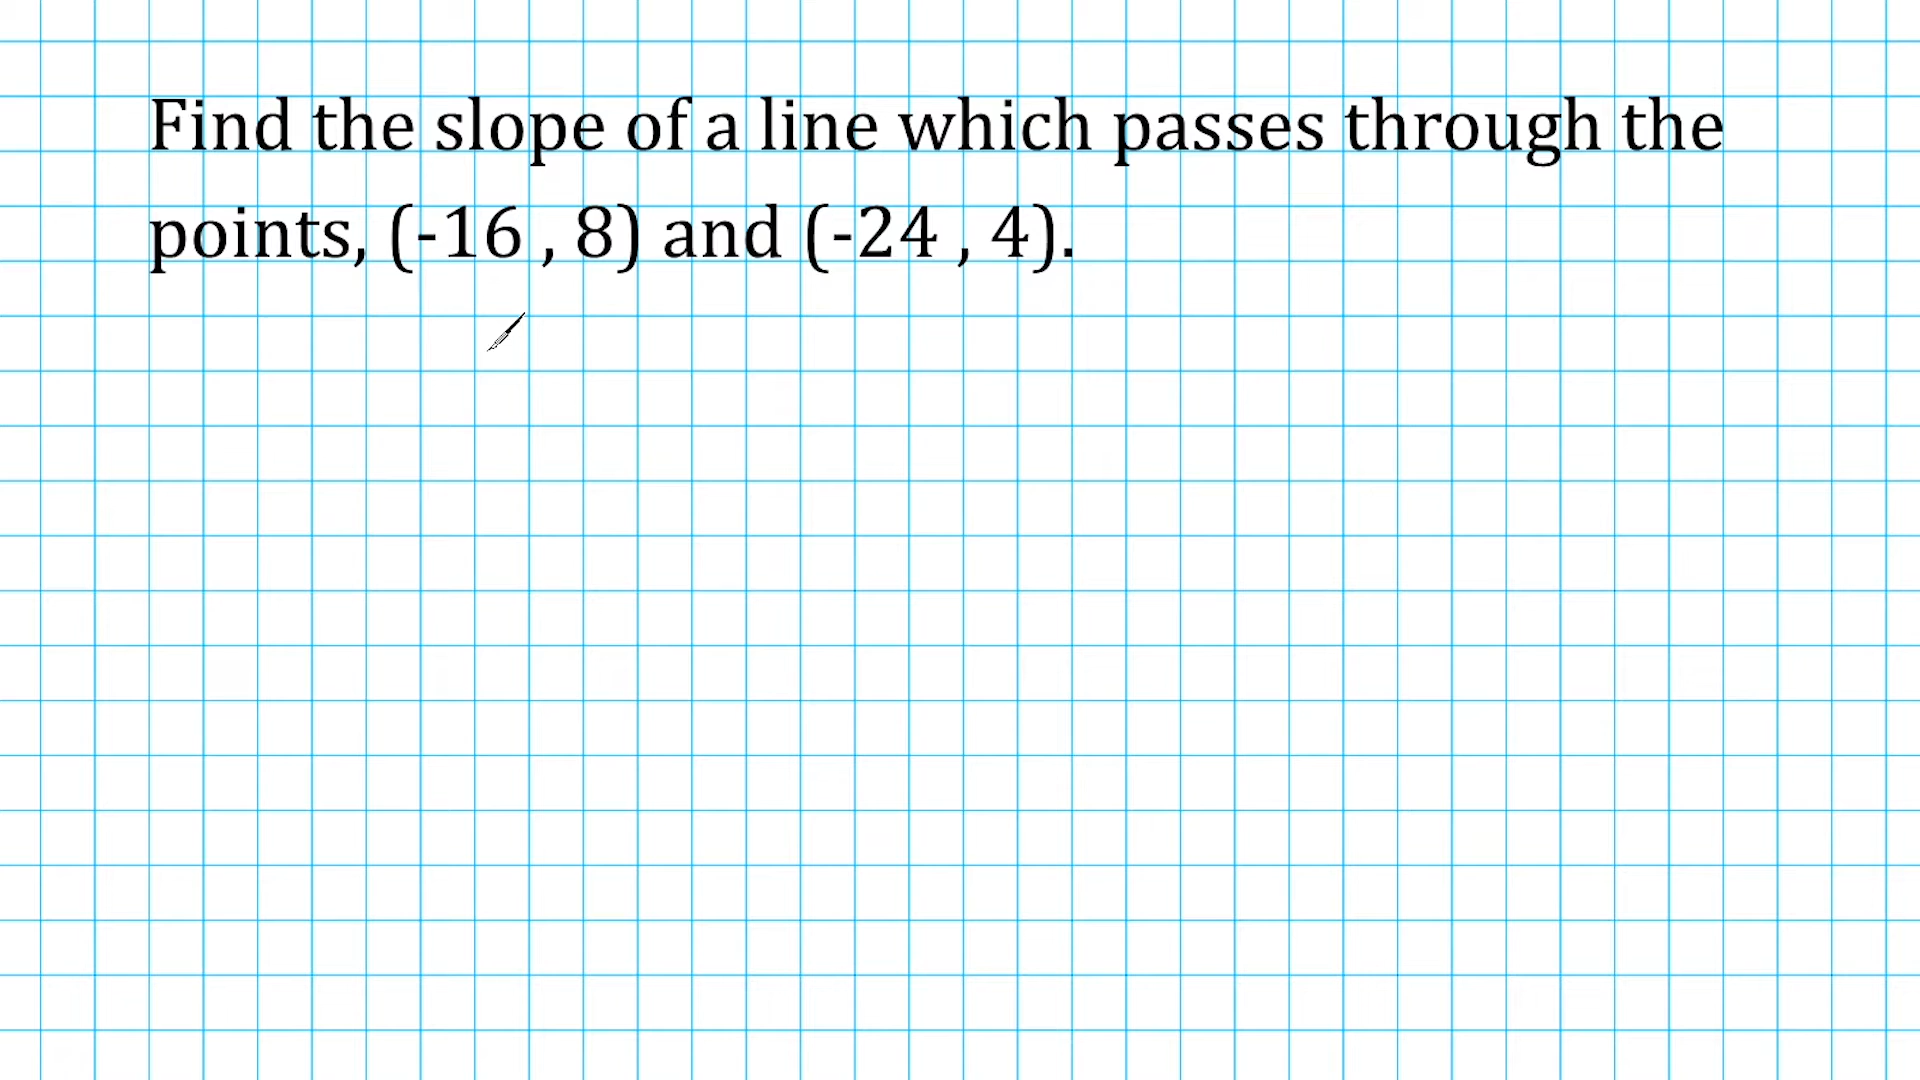 Find the slope of a line which passes through the
points, (-16 , 8) and (-24 , 4).